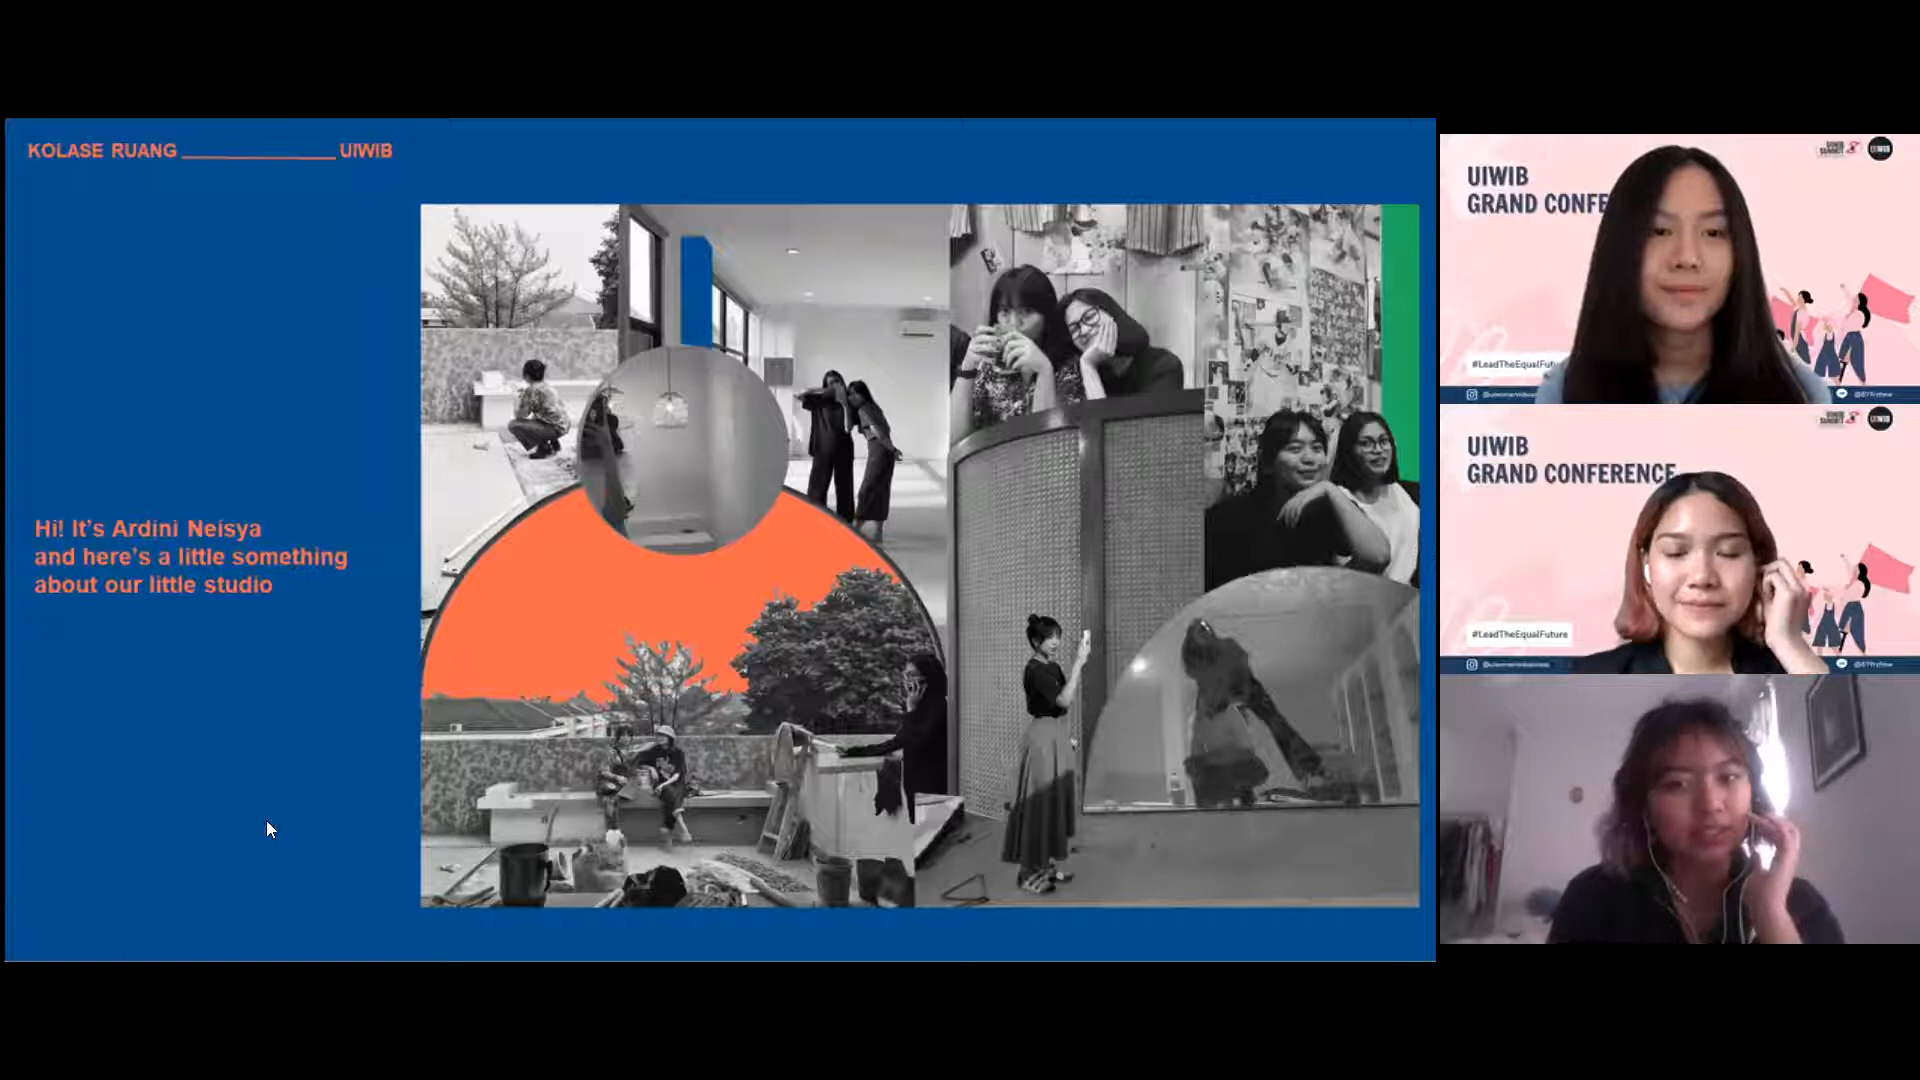 KOLASE RUANG ______________ UIWIB
Hi! It's Ardini Neisya
and here's a little something
about our little studio
UIWIB
GRAND CONFE
#LeadTheEqualFutu
UIWIB
GRAND CONFERENCE
#LeadTheEqualFuture